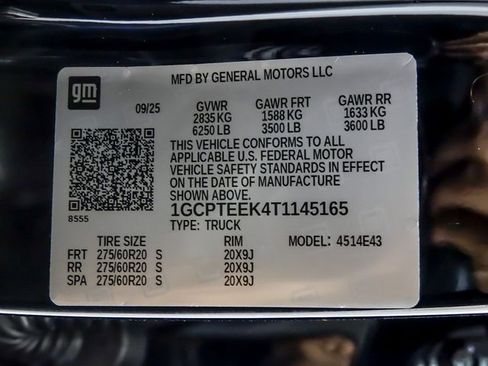 gm
MFD BY GENERAL MOTORS LLC
09/25 GVWR GAWR FRT GAWR RR
2835 KG 1588 KG 1633 KG
6250 LB 3500 LB 3600 LB
THIS VEHICLE CONFORMS TO ALL
APPLICABLE U.S. FEDERAL MOTOR
VEHICLE SAFETY STANDARDS IN EFFECT
ON THE DATE OF MANUFACTURE
SHOWN ABOVE.
8555
1GCPTEEK4T1145165
TYPE: TRUCK
TIRE SIZE RIM MODEL: 4514E43
FRT 275/60R20 S 20X9J
RR 275/60R20 S 20X9J
SPA 275/60R20 S 20X9J